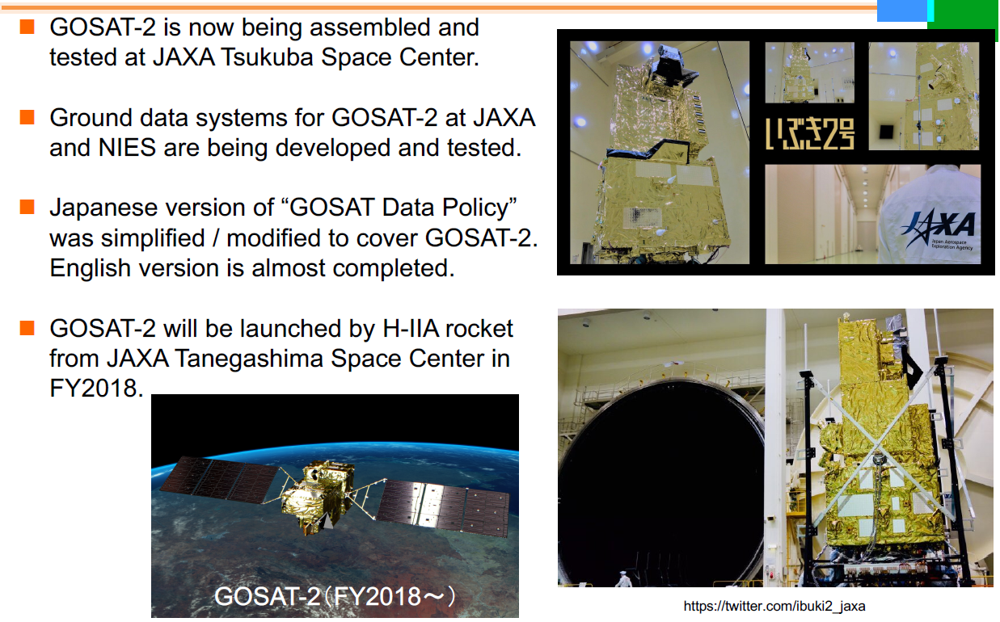 GOSAT-2 is now being assembled and
tested at JAXA Tsukuba Space Center.
Ground data systems for GOSAT-2 at JAXA
and NIES are being developed and tested.
Japanese version of “GOSAT Data Policy”
was simplified / modified to cover GOSAT-2.
English version is almost completed.
GOSAT-2 will be launched by H-IIA rocket
from JAXA Tanegashima Space Center in
FY2018.
GOSAT-2（FY2018～）
いぶき2号
JAXA
Japan Aerospace
Exploration Agency
https://twitter.com/ibuki2_jaxa